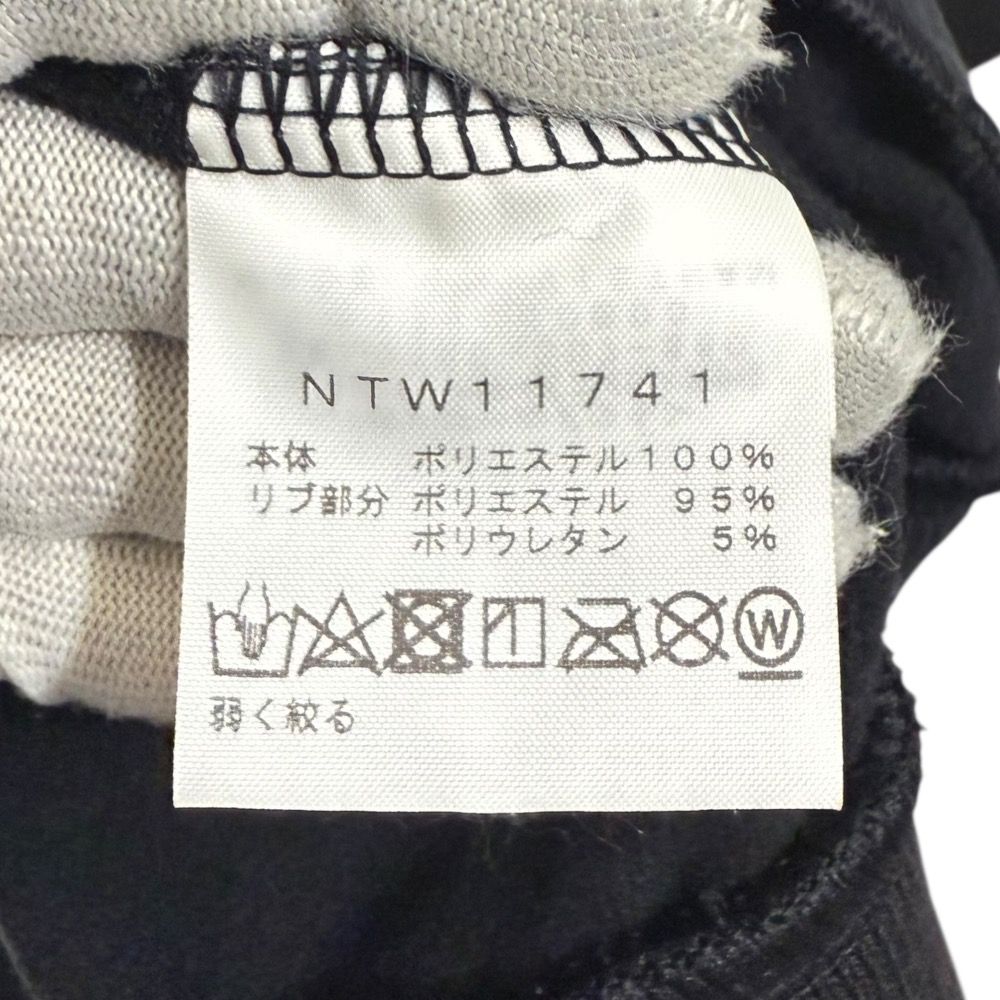 NTW11741
本体 ポリエステル100%
リブ部分 ポリエステル 95%
ポリウレタン 5%
W
弱く絞る